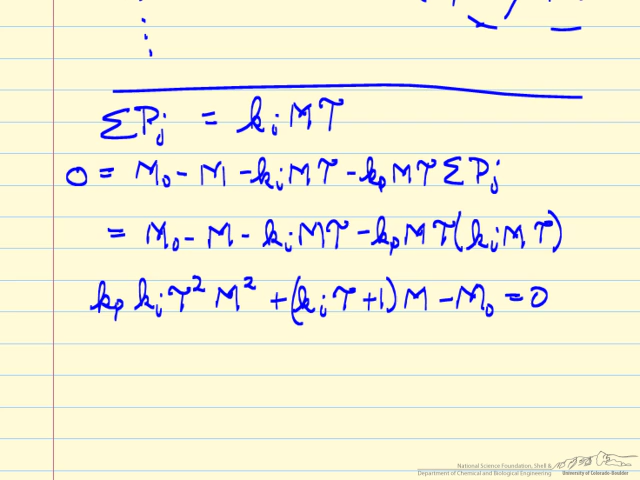 ΣPⱼ = kᵢMτ
0 = M₀ - M - kᵢMτ - kₚMτΣPⱼ
= M₀ - M - kᵢMτ - kₚMτ(kᵢMτ)
kₚkᵢτ²M² + (kᵢτ+1)M - M₀ = 0
National Science Foundation, Shell &
Department of Chemical and Biological Engineering
University of Colorado-Boulder